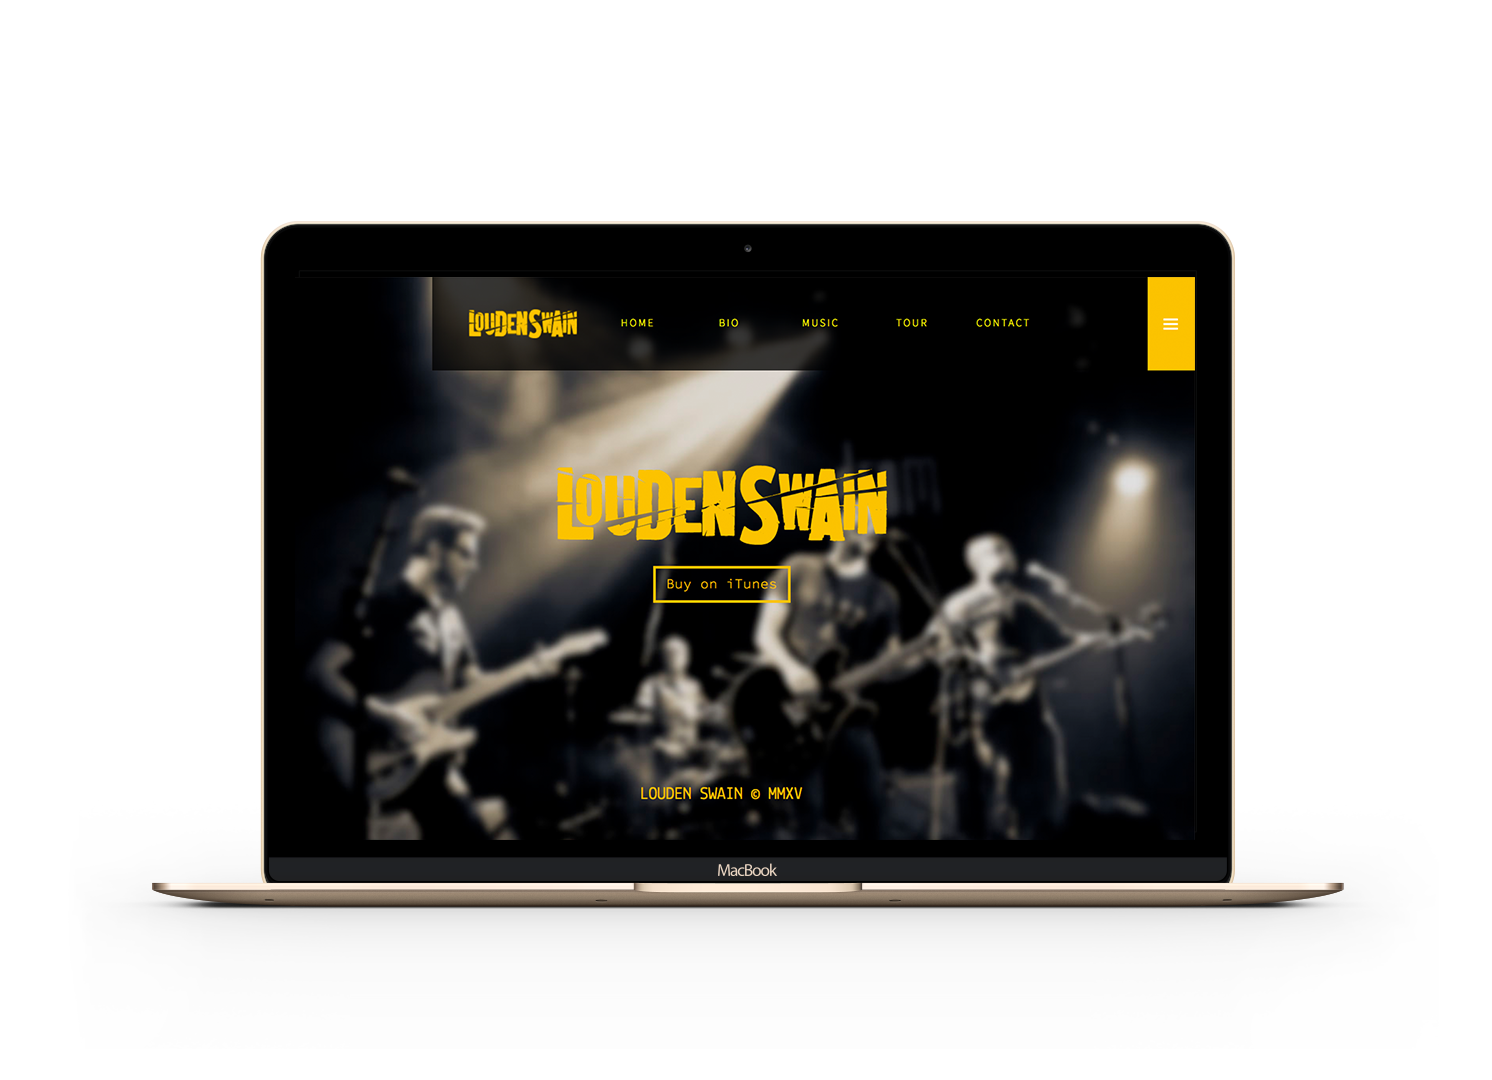 LOUDEN SWAIN HOME BIO MUSIC TOUR CONTACT
LOUDEN SWAIN
Buy on iTunes
LOUDEN SWAIN © MMXV
MacBook